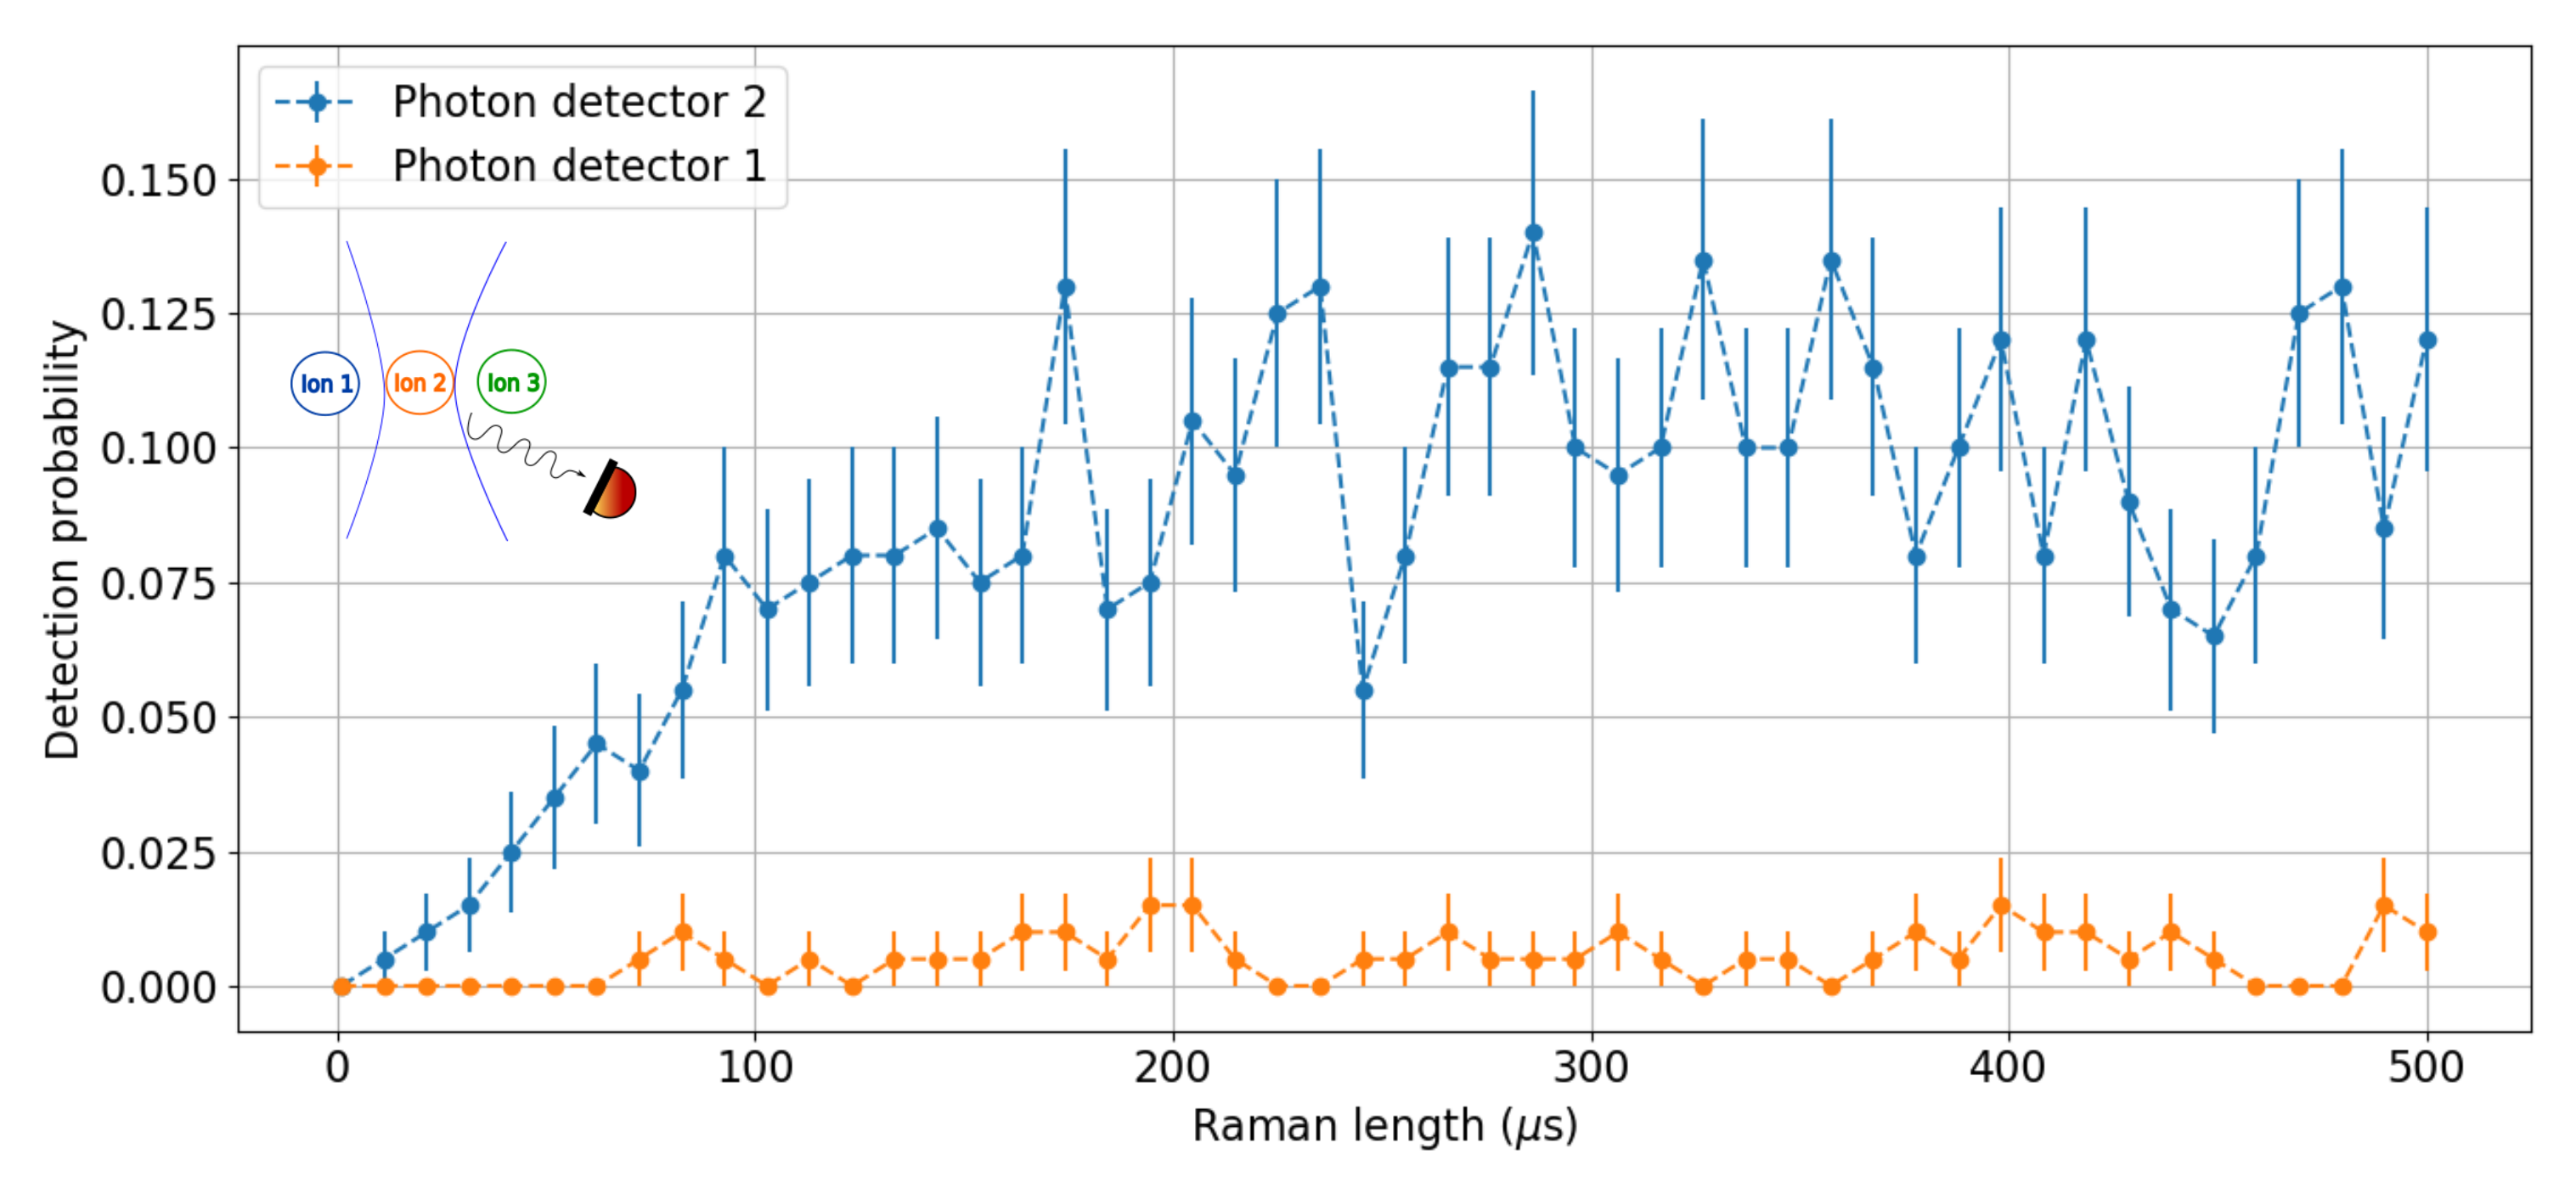 Photon detector 2
Photon detector 1
Ion 1
Ion 2
Ion 3
Detection probability
0.150
0.125
0.100
0.075
0.050
0.025
0.000
0
100
200
300
400
500
Raman length (μs)